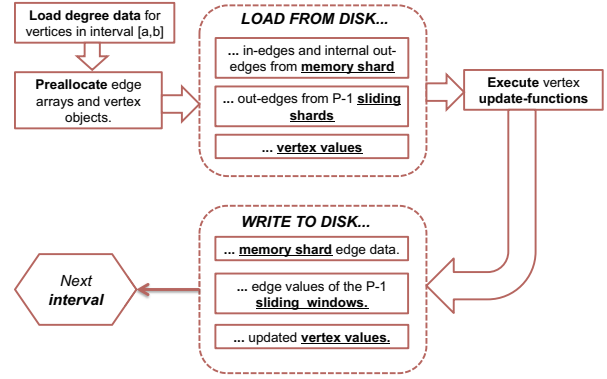 Load degree data for
vertices in interval [a,b]
Preallocate edge
arrays and vertex
objects.
LOAD FROM DISK...
... in-edges and internal out-
edges from memory shard
... out-edges from P-1 sliding
shards
... vertex values
Execute vertex
update-functions
WRITE TO DISK...
... memory shard edge data.
... edge values of the P-1
sliding windows.
... updated vertex values.
Next
interval